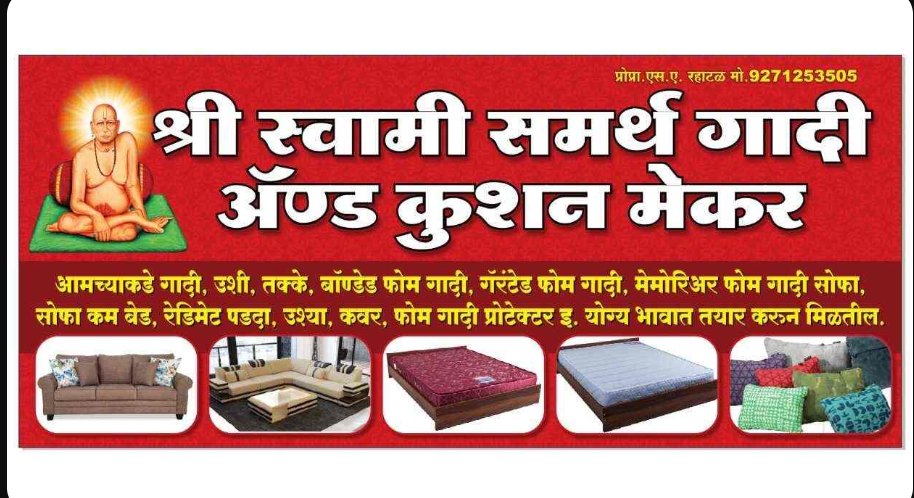 प्रोप्रा.एस.ए. रहाटळ मो.9271253505
श्री स्वामी समर्थ गादी
ॲण्ड कुशन मेकर
आमच्याकडे गादी, उशी, तक्के, बॉण्डेड फोम गादी, गॅरंटेड फोम गादी, मेमोरिअर फोम गादी सोफा,
सोफा कम बेड, रेडिमेट पडदा, उश्या, कवर, फोम गादी प्रोटेक्टर इ. योग्य भावात तयार करुन मिळतील.